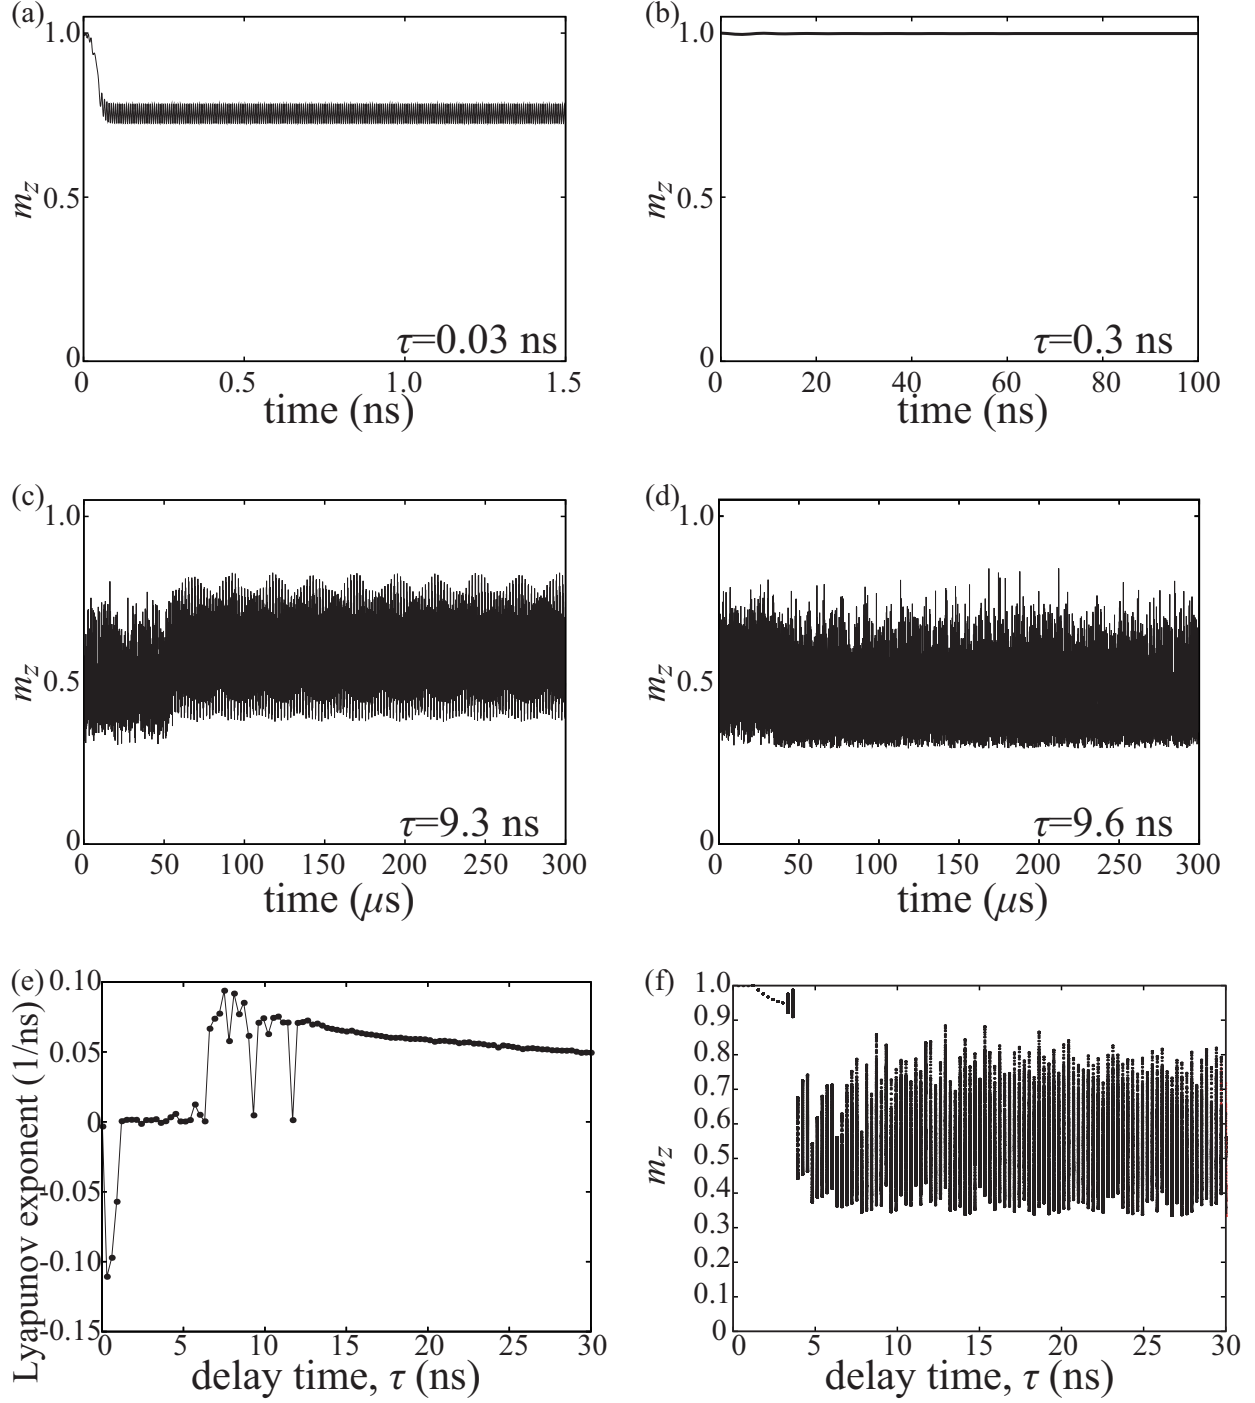 (a)
1.0
0.5
0
m_z
τ=0.03 ns
0 0.5 1.0 1.5
time (ns)
(b)
1.0
0.5
0
m_z
τ=0.3 ns
0 20 40 60 80 100
time (ns)
(c)
1.0
0.5
0
m_z
τ=9.3 ns
0 50 100 150 200 250 300
time (μs)
(d)
1.0
0.5
0
m_z
τ=9.6 ns
0 50 100 150 200 250 300
time (μs)
(e)
0.10
0.05
0
-0.05
-0.10
-0.15
Lyapunov exponent (1/ns)
0 5 10 15 20 25 30
delay time, τ (ns)
(f)
1.0
0.9
0.8
0.7
0.6
0.5
0.4
0.3
0.2
0.1
0
m_z
0 5 10 15 20 25 30
delay time, τ (ns)